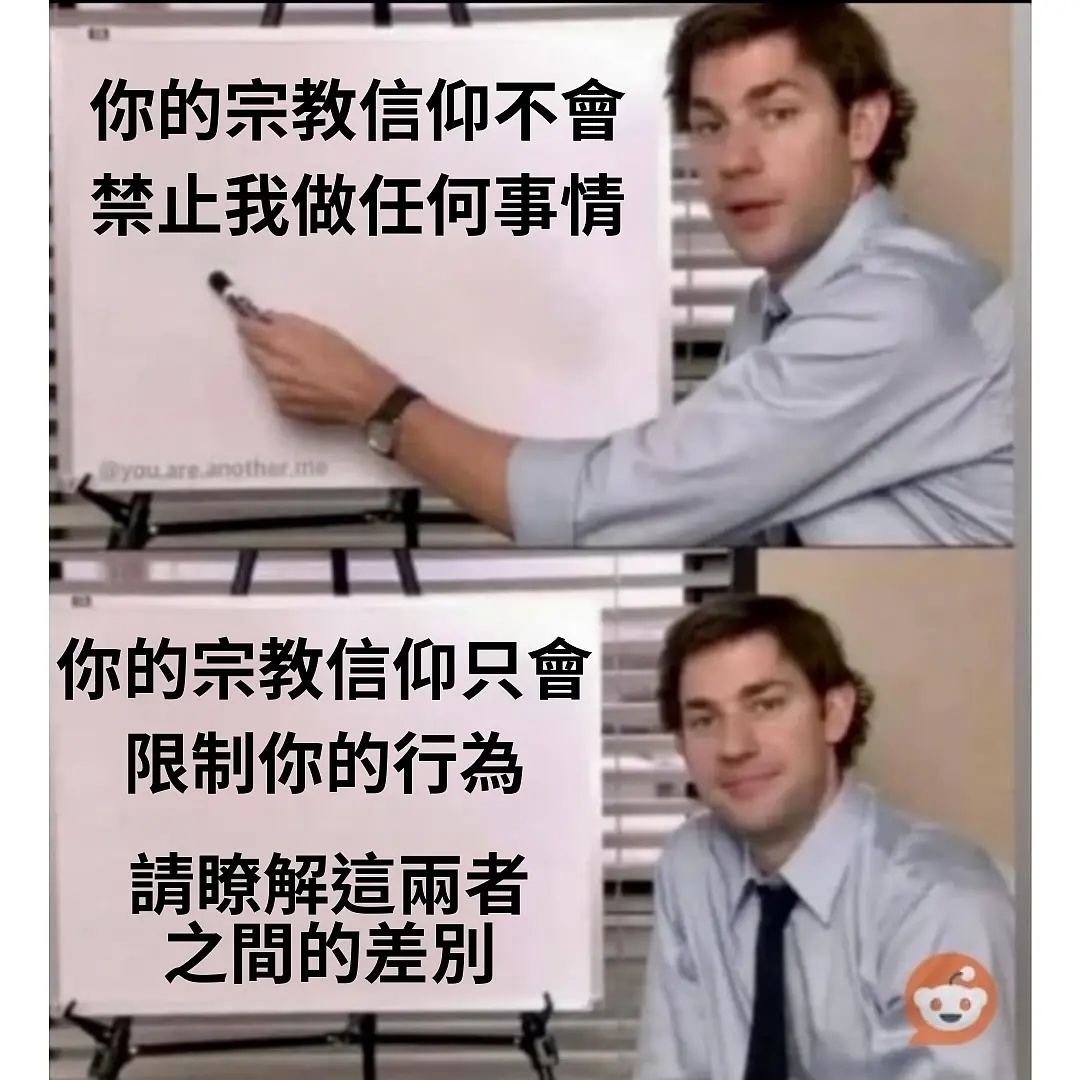 你的宗教信仰不會
禁止我做任何事情
@you.are.another.me
你的宗教信仰只會
限制你的行為
請瞭解這兩者
之間的差別